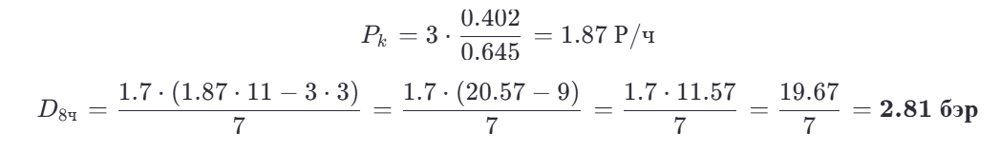 P_k = 3 · 0.402/0.645 = 1.87 Р/ч
D_8ч = 1.7 · (1.87 · 11 − 3 · 3)/7 = 1.7 · (20.57 − 9)/7 = 1.7 · 11.57/7 = 19.67/7 = 2.81 бэр